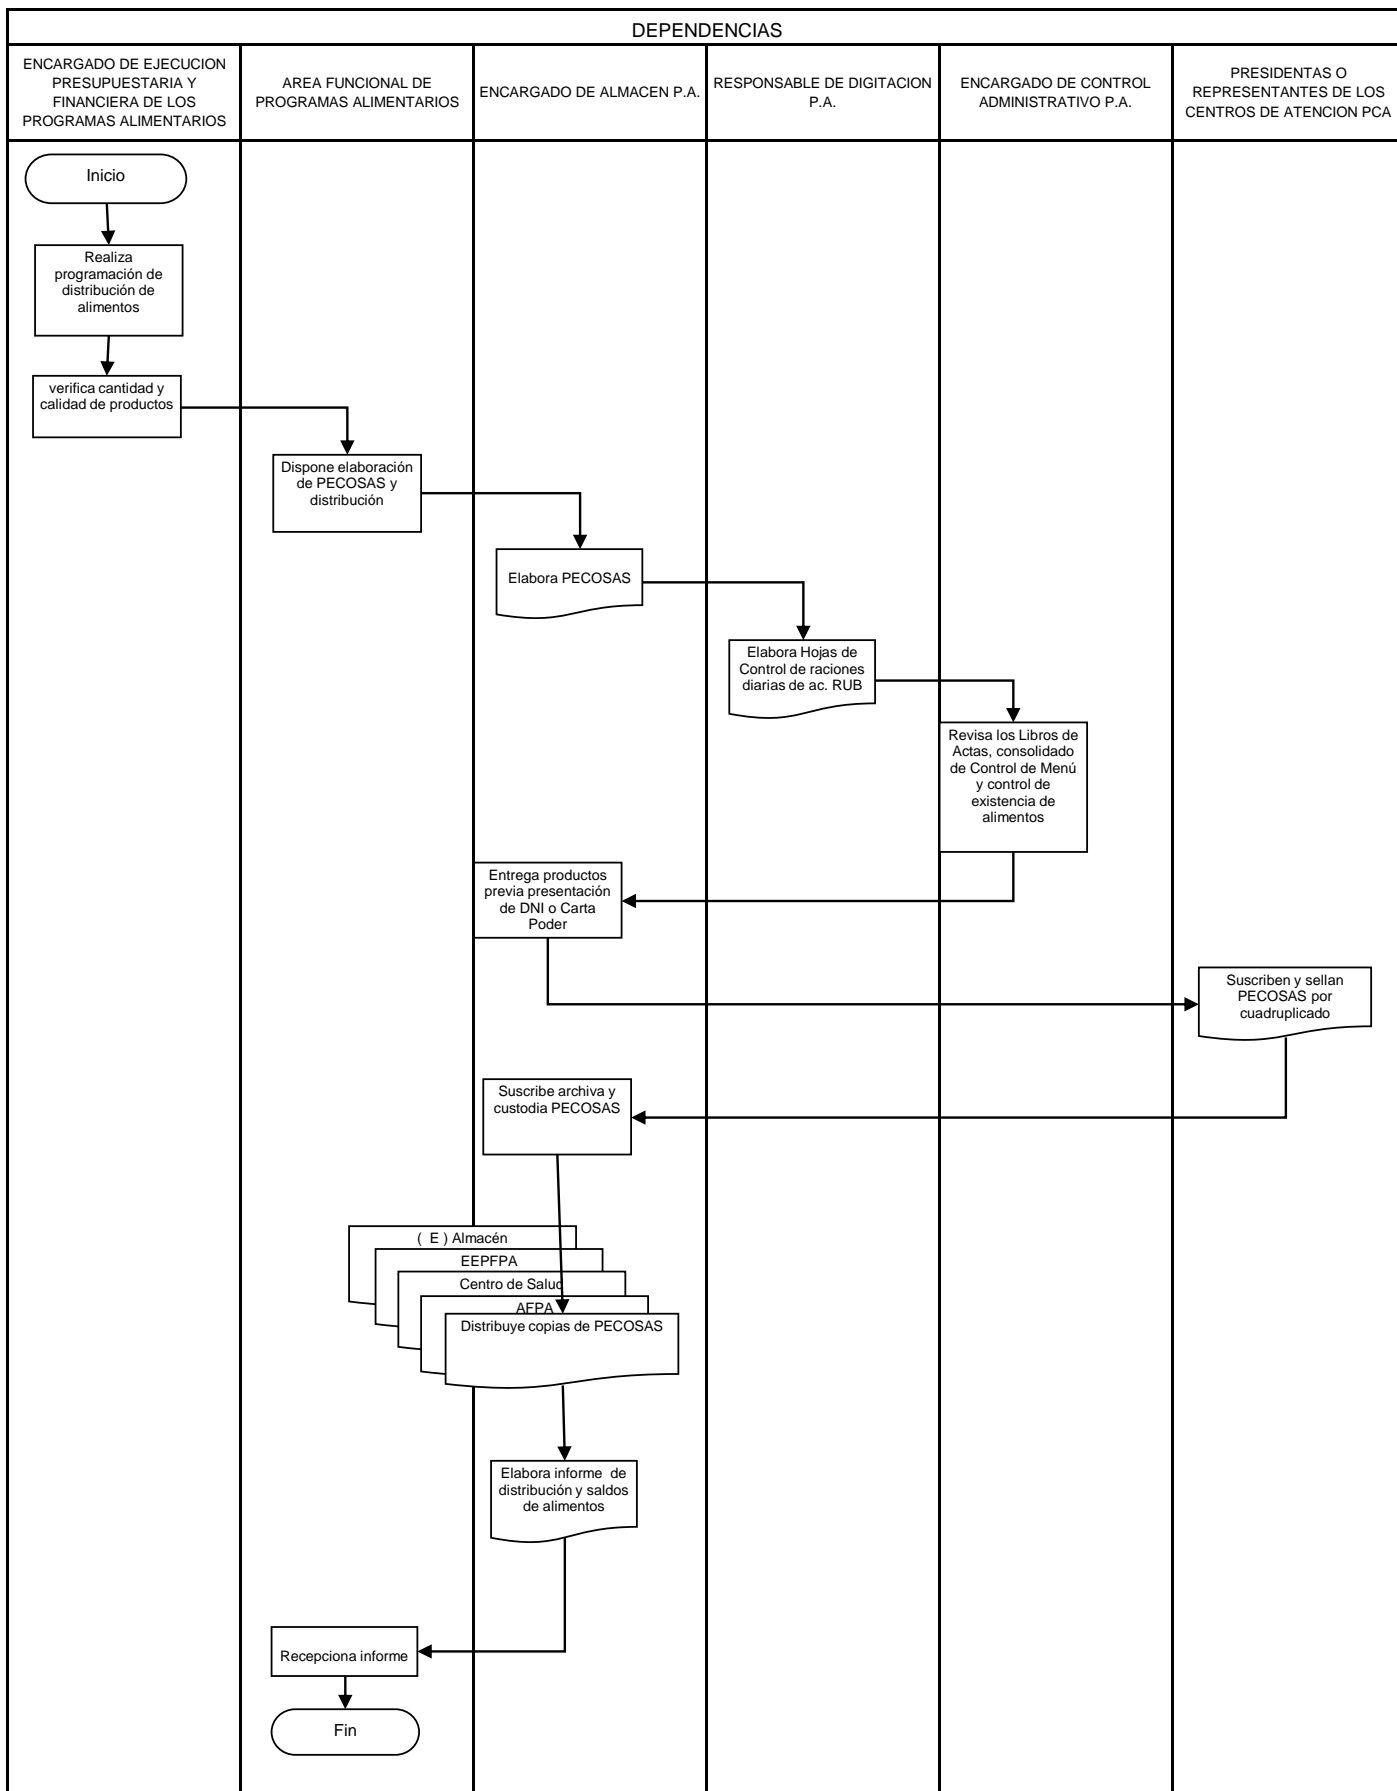 DEPENDENCIAS
ENCARGADO DE EJECUCION
PRESUPUESTARIA Y
FINANCIERA DE LOS
PROGRAMAS ALIMENTARIOS
AREA FUNCIONAL DE
PROGRAMAS ALIMENTARIOS
ENCARGADO DE ALMACEN P.A.
RESPONSABLE DE DIGITACION
P.A.
ENCARGADO DE CONTROL
ADMINISTRATIVO P.A.
PRESIDENTAS O
REPRESENTANTES DE LOS
CENTROS DE ATENCION PCA
Inicio
Realiza
programación de
distribución de
alimentos
verifica cantidad y
calidad de productos
Dispone elaboración
de PECOSAS y
distribución
Elabora PECOSAS
Elabora Hojas de
Control de raciones
diarias de ac. RUB
Revisa los Libros de
Actas, consolidado
de Control de Menú
y control de
existencia de
alimentos
Entrega productos
previa presentación
de DNI o Carta
Poder
Suscriben y sellan
PECOSAS por
cuadruplicado
Suscribe archiva y
custodia PECOSAS
( E ) Almacén
EEPFPA
Centro de Salud
AFPA
Distribuye copias de PECOSAS
Elabora informe de
distribución y saldos
de alimentos
Recepciona informe
Fin